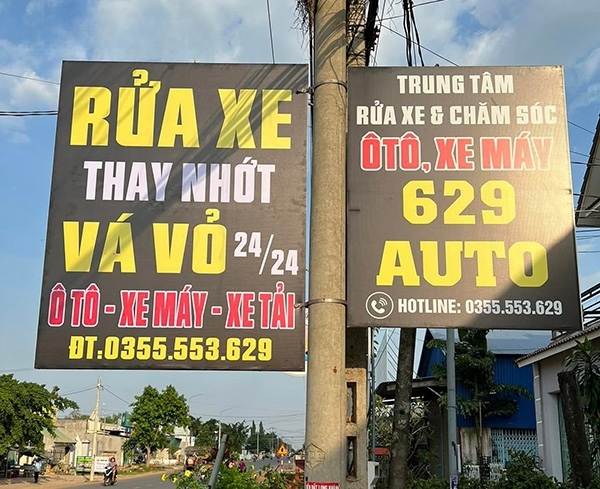 RỬA XE
THAY NHỚT
VÁ VỎ 24/24
Ô TÔ - XE MÁY - XE TẢI
ĐT.0355.553.629
TRUNG TÂM
RỬA XE & CHĂM SÓC
ÔTÔ, XE MÁY
629
AUTO
HOTLINE: 0355.553.629